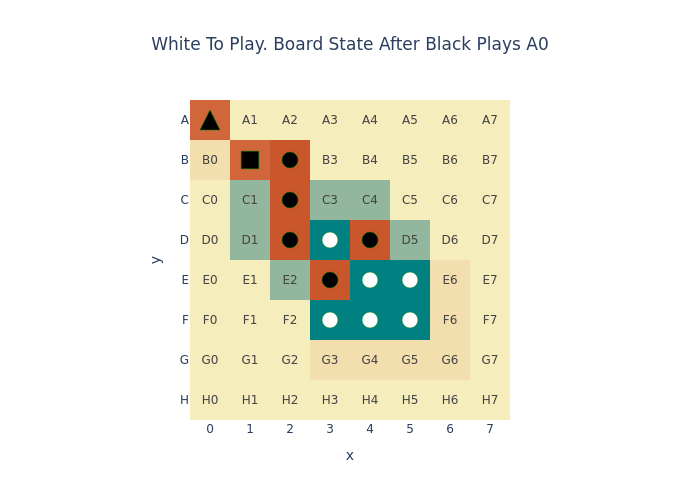 White To Play. Board State After Black Plays A0
A A1 A2 A3 A4 A5 A6 A7
B B0 B3 B4 B5 B6 B7
C C0 C1 C3 C4 C5 C6 C7
D D0 D1 D5 D6 D7
y
E E0 E1 E2 E6 E7
F F0 F1 F2 F6 F7
G G0 G1 G2 G3 G4 G5 G6 G7
H H0 H1 H2 H3 H4 H5 H6 H7
0 1 2 3 4 5 6 7
x